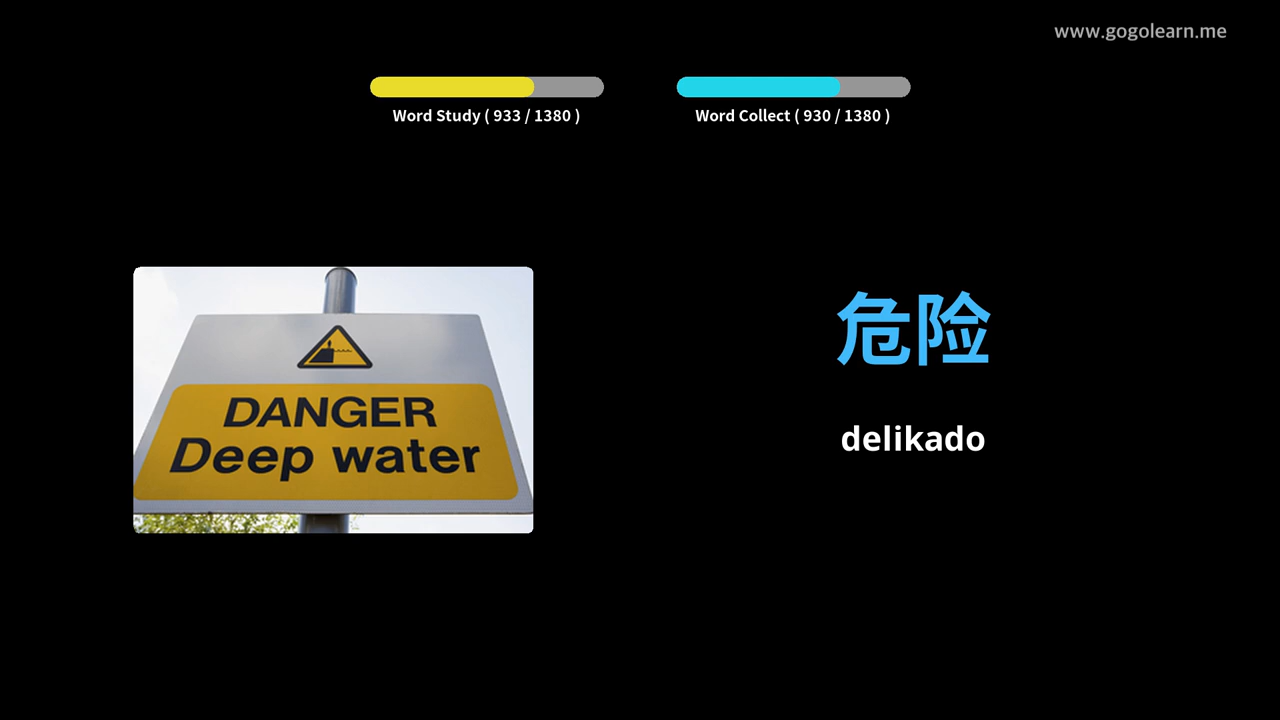 www.gogolearn.me
Word Study ( 933 / 1380 )
Word Collect ( 930 / 1380 )
DANGER
Deep water
危险
delikado